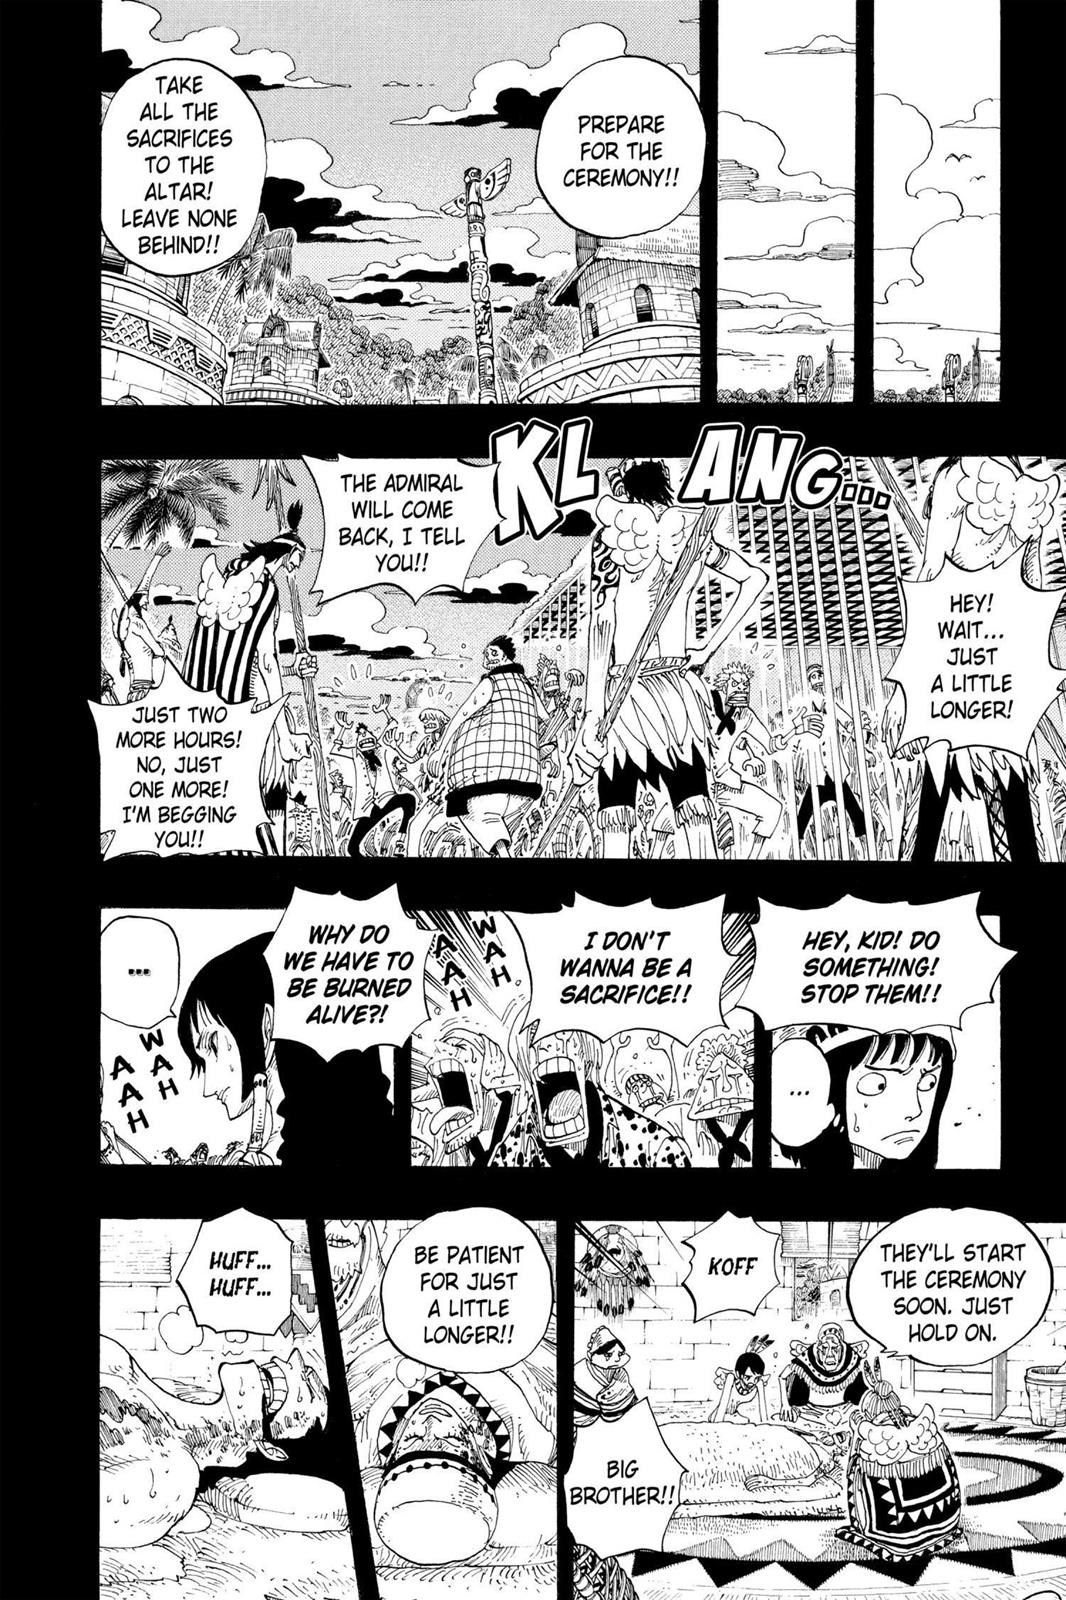 PREPARE
FOR THE
CEREMONY!!
TAKE
ALL THE
SACRIFICES
TO THE
ALTAR!
LEAVE NONE
BEHIND!!
KLANG...
HEY!
WAIT...
JUST
A LITTLE
LONGER!
THE ADMIRAL
WILL COME
BACK, I TELL
YOU!!
JUST TWO
MORE HOURS!
NO, JUST
ONE MORE!
I'M BEGGING
YOU!!
HEY, KID! DO
SOMETHING!
STOP THEM!!
...
I DON'T
WANNA BE A
SACRIFICE!!
WAH
AAH
WHY DO
WE HAVE TO
BE BURNED
ALIVE?!
...
WAH
AAH
THEY'LL START
THE CEREMONY
SOON. JUST
HOLD ON.
KOFF
BIG
BROTHER!!
BE PATIENT
FOR JUST
A LITTLE
LONGER!!
HUFF...
HUFF...